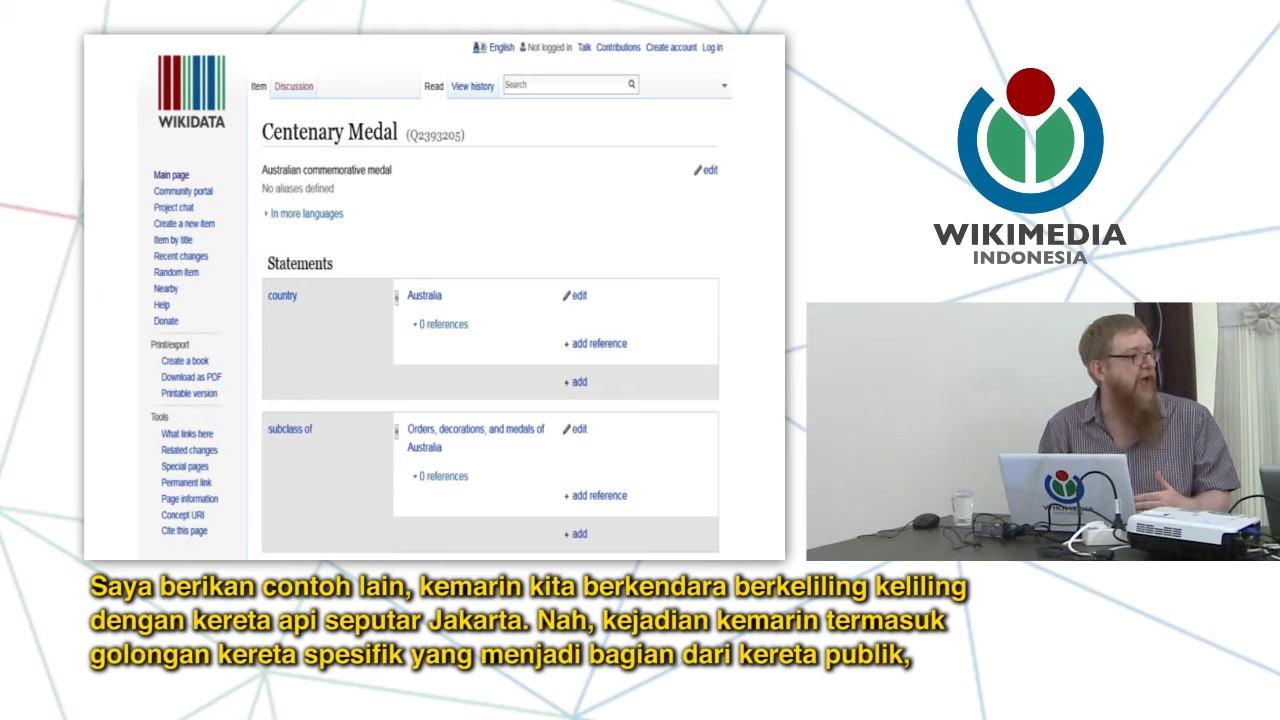 English Not logged in Talk Contributions Create account Log in
WIKIDATA
Item Discussion Read View history Search
Centenary Medal (Q2393205)
Australian commemorative medal edit
No aliases defined
In more languages
Main page
Community portal
Project chat
Create a new item
Item by title
Recent changes
Random item
Nearby
Help
Donate
Print/export
Create a book
Download as PDF
Printable version
Tools
What links here
Related changes
Special pages
Permanent link
Page information
Concept URI
Cite this page
Statements
country Australia edit
0 references
+ add reference
+ add
subclass of Orders, decorations, and medals of edit
Australia
0 references
+ add reference
+ add
WIKIMEDIA
INDONESIA
WIKIMEDIA
Saya berikan contoh lain, kemarin kita berkendara berkeliling keliling
dengan kereta api seputar Jakarta. Nah, kejadian kemarin termasuk
golongan kereta spesifik yang menjadi bagian dari kereta publik,